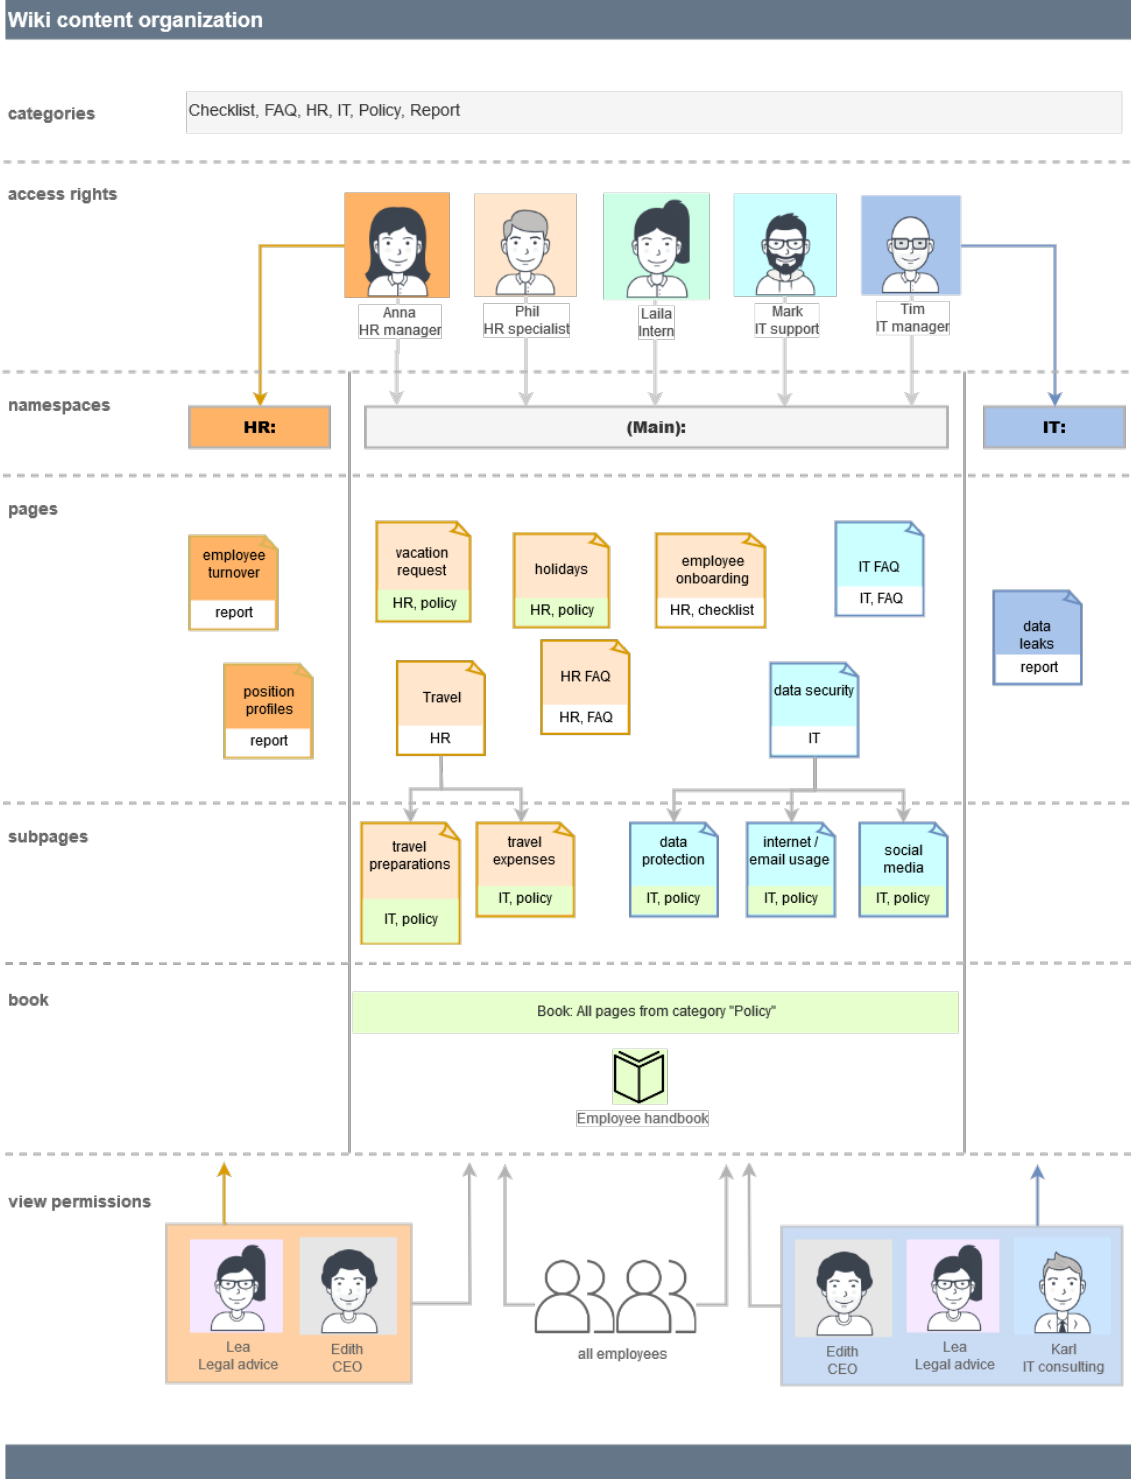 Wiki content organization
categories
Checklist, FAQ, HR, IT, Policy, Report
access rights
Anna
HR manager
Phil
HR specialist
Laila
Intern
Mark
IT support
Tim
IT manager
namespaces
HR:
(Main):
IT:
pages
employee
turnover
report
vacation
request
HR, policy
holidays
HR, policy
employee
onboarding
HR, checklist
IT FAQ
IT, FAQ
data
leaks
report
position
profiles
report
Travel
HR
HR FAQ
HR, FAQ
data security
IT
subpages
travel
preparations
IT, policy
travel
expenses
IT, policy
data
protection
IT, policy
internet /
email usage
IT, policy
social
media
IT, policy
book
Book: All pages from category "Policy"
Employee handbook
view permissions
Lea
Legal advice
Edith
CEO
all employees
Edith
CEO
Lea
Legal advice
Karl
IT consulting